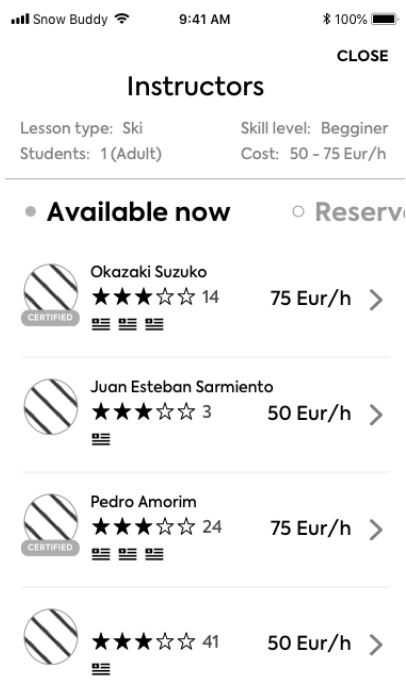 Snow Buddy 9:41 AM 100%
CLOSE
Instructors
Lesson type: Ski Skill level: Begginer
Students: 1 (Adult) Cost: 50 - 75 Eur/h
Available now Reserv
Okazaki Suzuko
14 75 Eur/h
CERTIFIED
Juan Esteban Sarmiento
3 50 Eur/h
Pedro Amorim
24 75 Eur/h
CERTIFIED
41 50 Eur/h